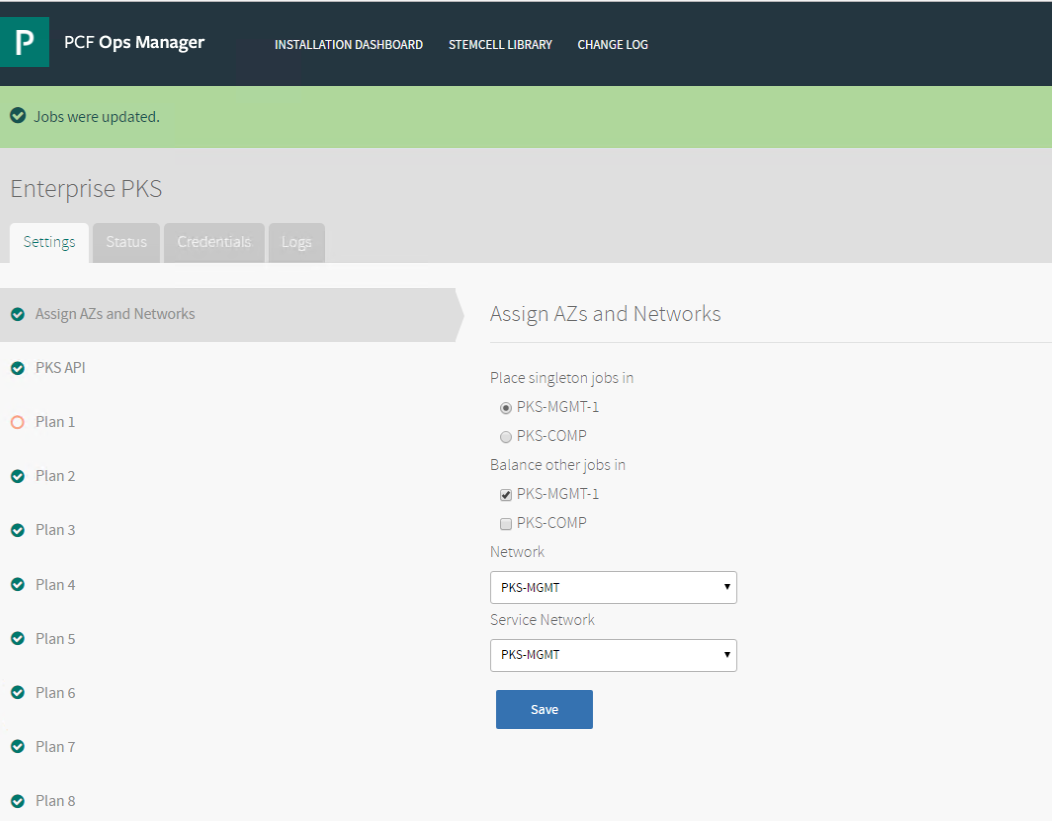 P PCF Ops Manager INSTALLATION DASHBOARD STEMCELL LIBRARY CHANGE LOG
Jobs were updated.
Enterprise PKS
Settings Status Credentials Logs
Assign AZs and Networks
PKS API
Plan 1
Plan 2
Plan 3
Plan 4
Plan 5
Plan 6
Plan 7
Plan 8
Assign AZs and Networks
Place singleton jobs in
PKS-MGMT-1
PKS-COMP
Balance other jobs in
PKS-MGMT-1
PKS-COMP
Network
PKS-MGMT
Service Network
PKS-MGMT
Save